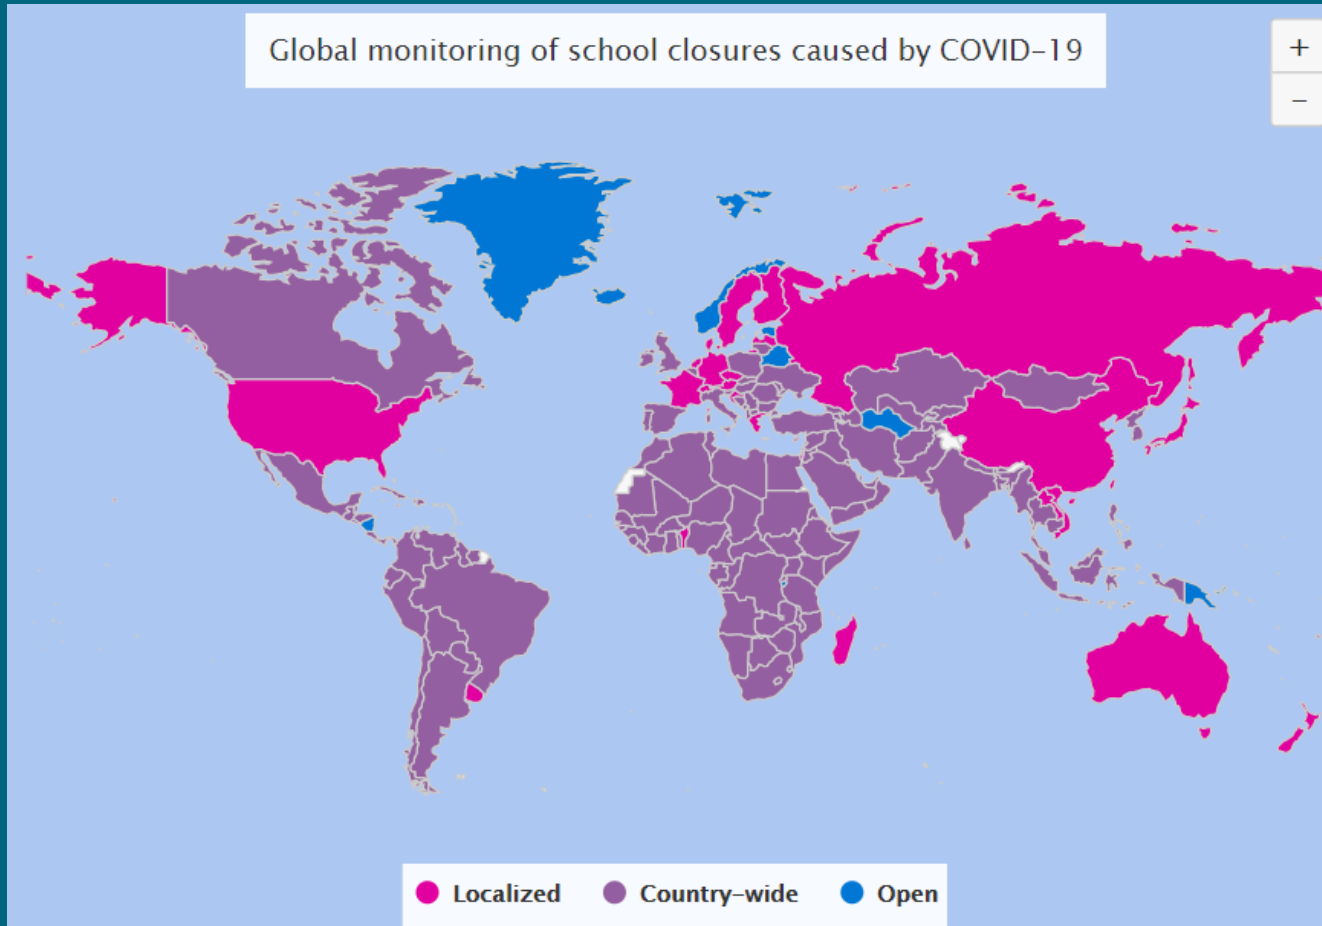 Global monitoring of school closures caused by COVID-19
+
−
Localized
Country-wide
Open